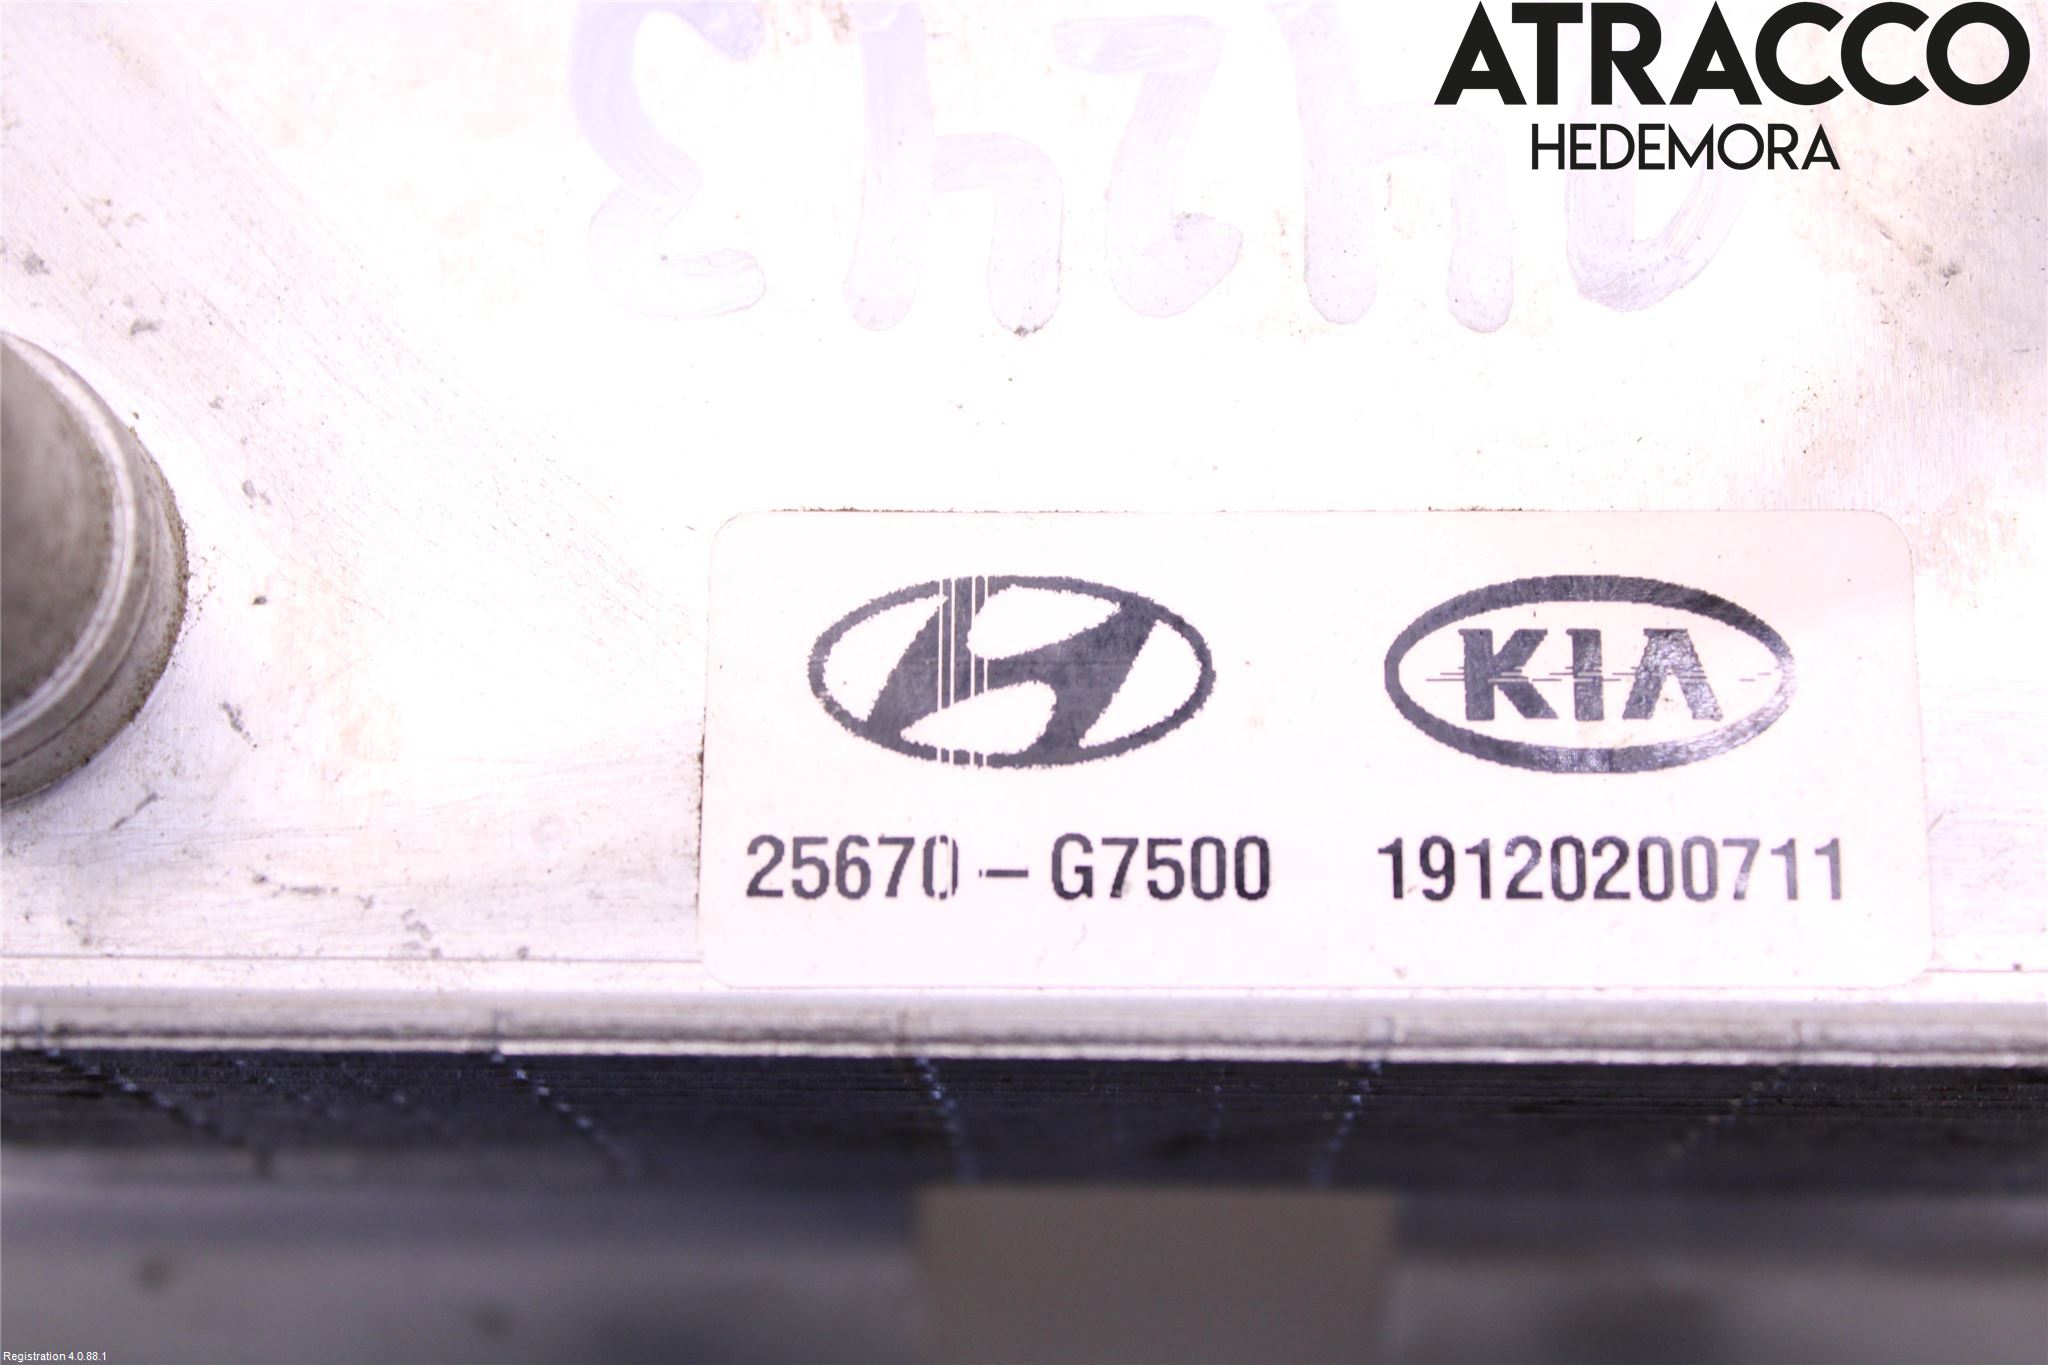 ATRACCO
HEDEMORA
KIA
25670-G7500 19120200711
Registration 4.0.88.1